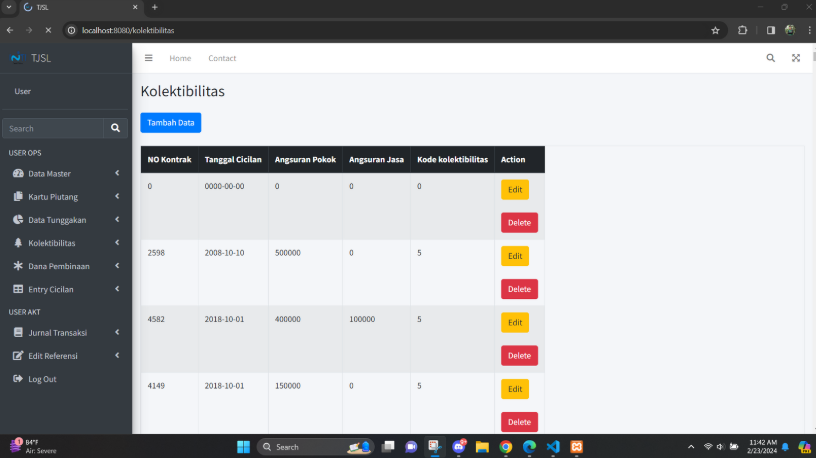 TJSL
localhost:8080/kolektibilitas
TJSL
Home
Contact
User
Kolektibilitas
Search
Tambah Data
USER OPS
Data Master
Kartu Piutang
Data Tunggakan
Kolektibilitas
Dana Pembinaan
Entry Cicilan
USER AKT
Jurnal Transaksi
Edit Referensi
Log Out
NO Kontrak Tanggal Cicilan Angsuran Pokok Angsuran Jasa Kode kolektibilitas Action
0 0000-00-00 0 0 0 Edit
Delete
2598 2008-10-10 500000 0 5 Edit
Delete
4582 2018-10-01 400000 100000 5 Edit
Delete
4149 2018-10-01 150000 0 5 Edit
Delete
1
84°F
Air: Severe
Search
11:42 AM
2/23/2024